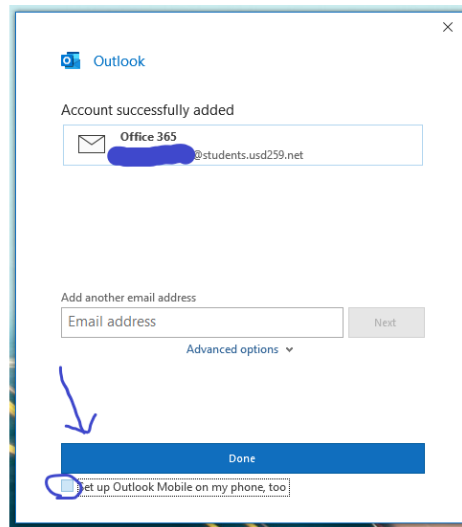 Outlook
Account successfully added
Office 365
@students.usd259.net
Add another email address
Email address
Next
Advanced options
Done
Set up Outlook Mobile on my phone, too